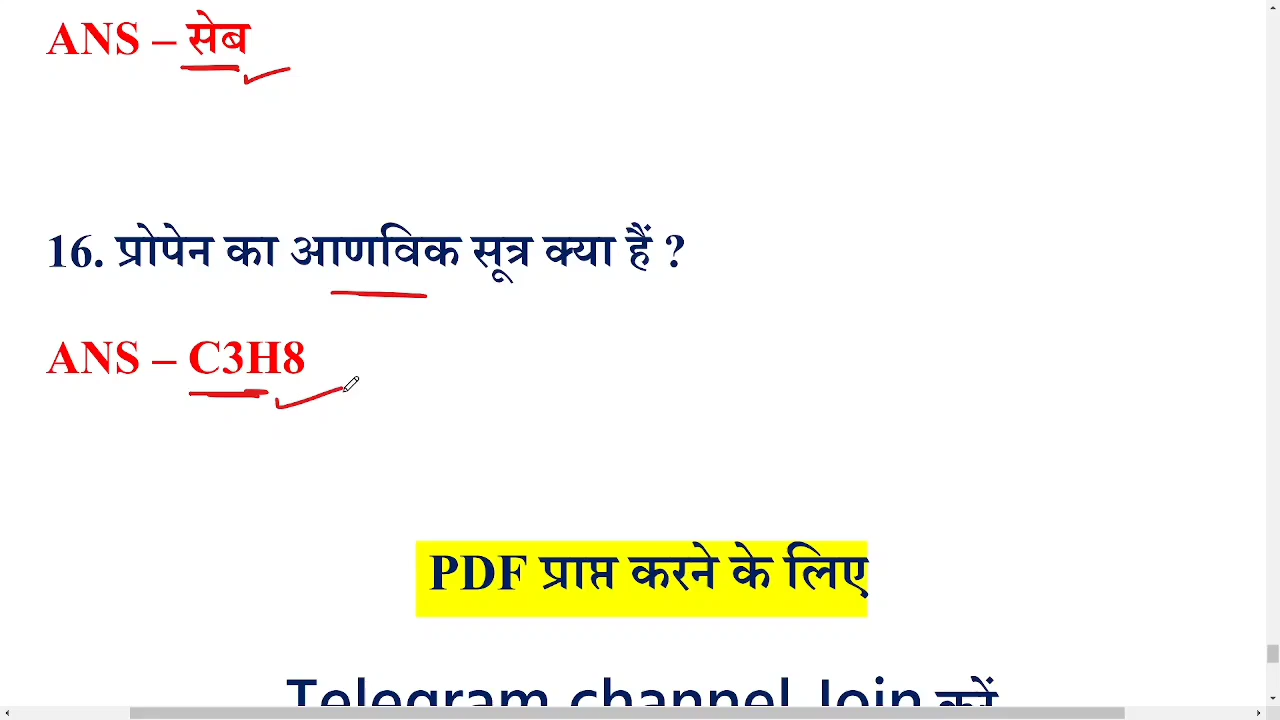 ANS – सेब
16. प्रोपेन का आणविक सूत्र क्या हैं ?
ANS – C3H8
PDF प्राप्त करने के लिए
Telegram channel Join करें